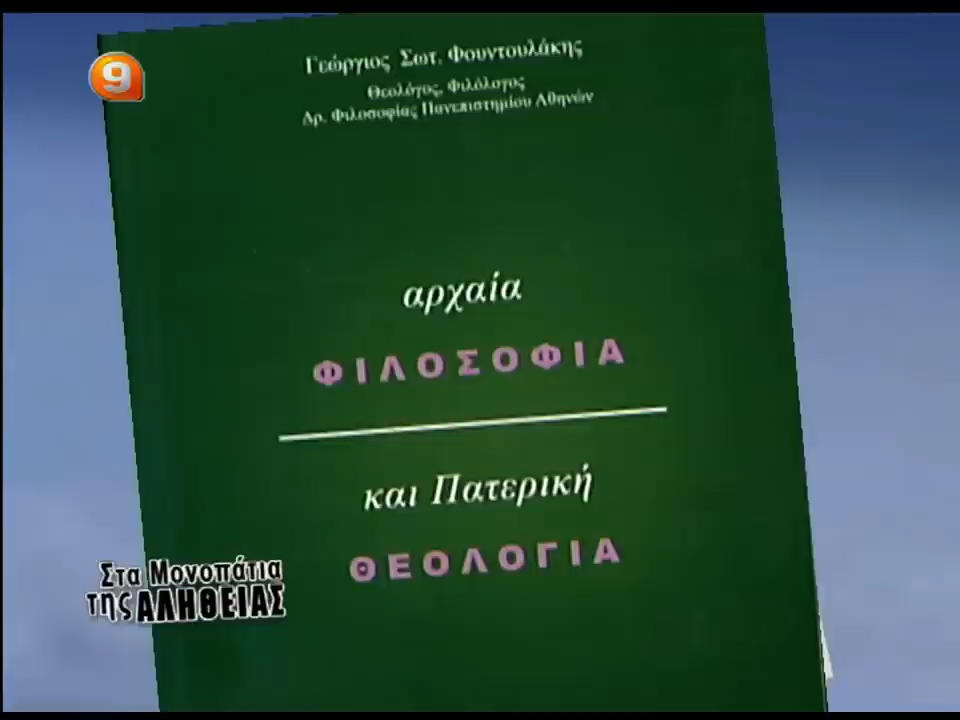 9
Γεώργιος Σωτ. Φουντουλάκης
Θεολόγος, Φιλόλογος
Δρ. Φιλοσοφίας Πανεπιστημίου Αθηνών
αρχαία
ΦΙΛΟΣΟΦΙΑ
και Πατερική
ΘΕΟΛΟΓΙΑ
Στα Μονοπάτια
της ΑΛΗΘΕΙΑΣ